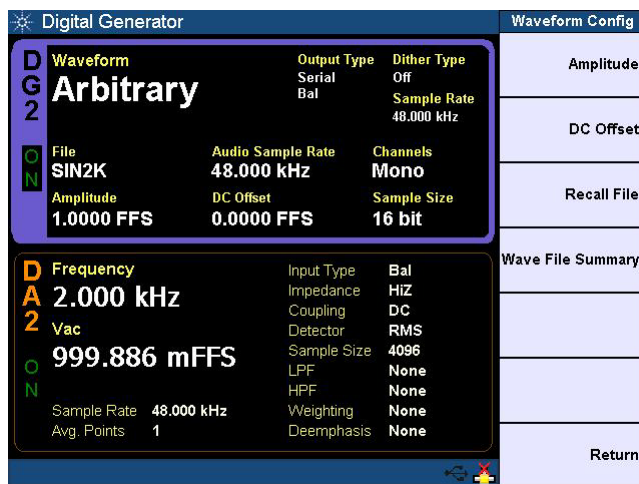 Digital Generator
Waveform Config
DG2
ON
Waveform
Arbitrary
Output Type
Serial
Bal
Dither Type
Off
Sample Rate
48.000 kHz
File
SIN2K
Audio Sample Rate
48.000 kHz
Channels
Mono
Amplitude
1.0000 FFS
DC Offset
0.0000 FFS
Sample Size
16 bit
DA2
ON
Frequency
2.000 kHz
Vac
999.886 mFFS
Sample Rate 48.000 kHz
Avg. Points 1
Input Type Bal
Impedance HiZ
Coupling DC
Detector RMS
Sample Size 4096
LPF None
HPF None
Weighting None
Deemphasis None
Amplitude
DC Offset
Recall File
Wave File Summary
Return